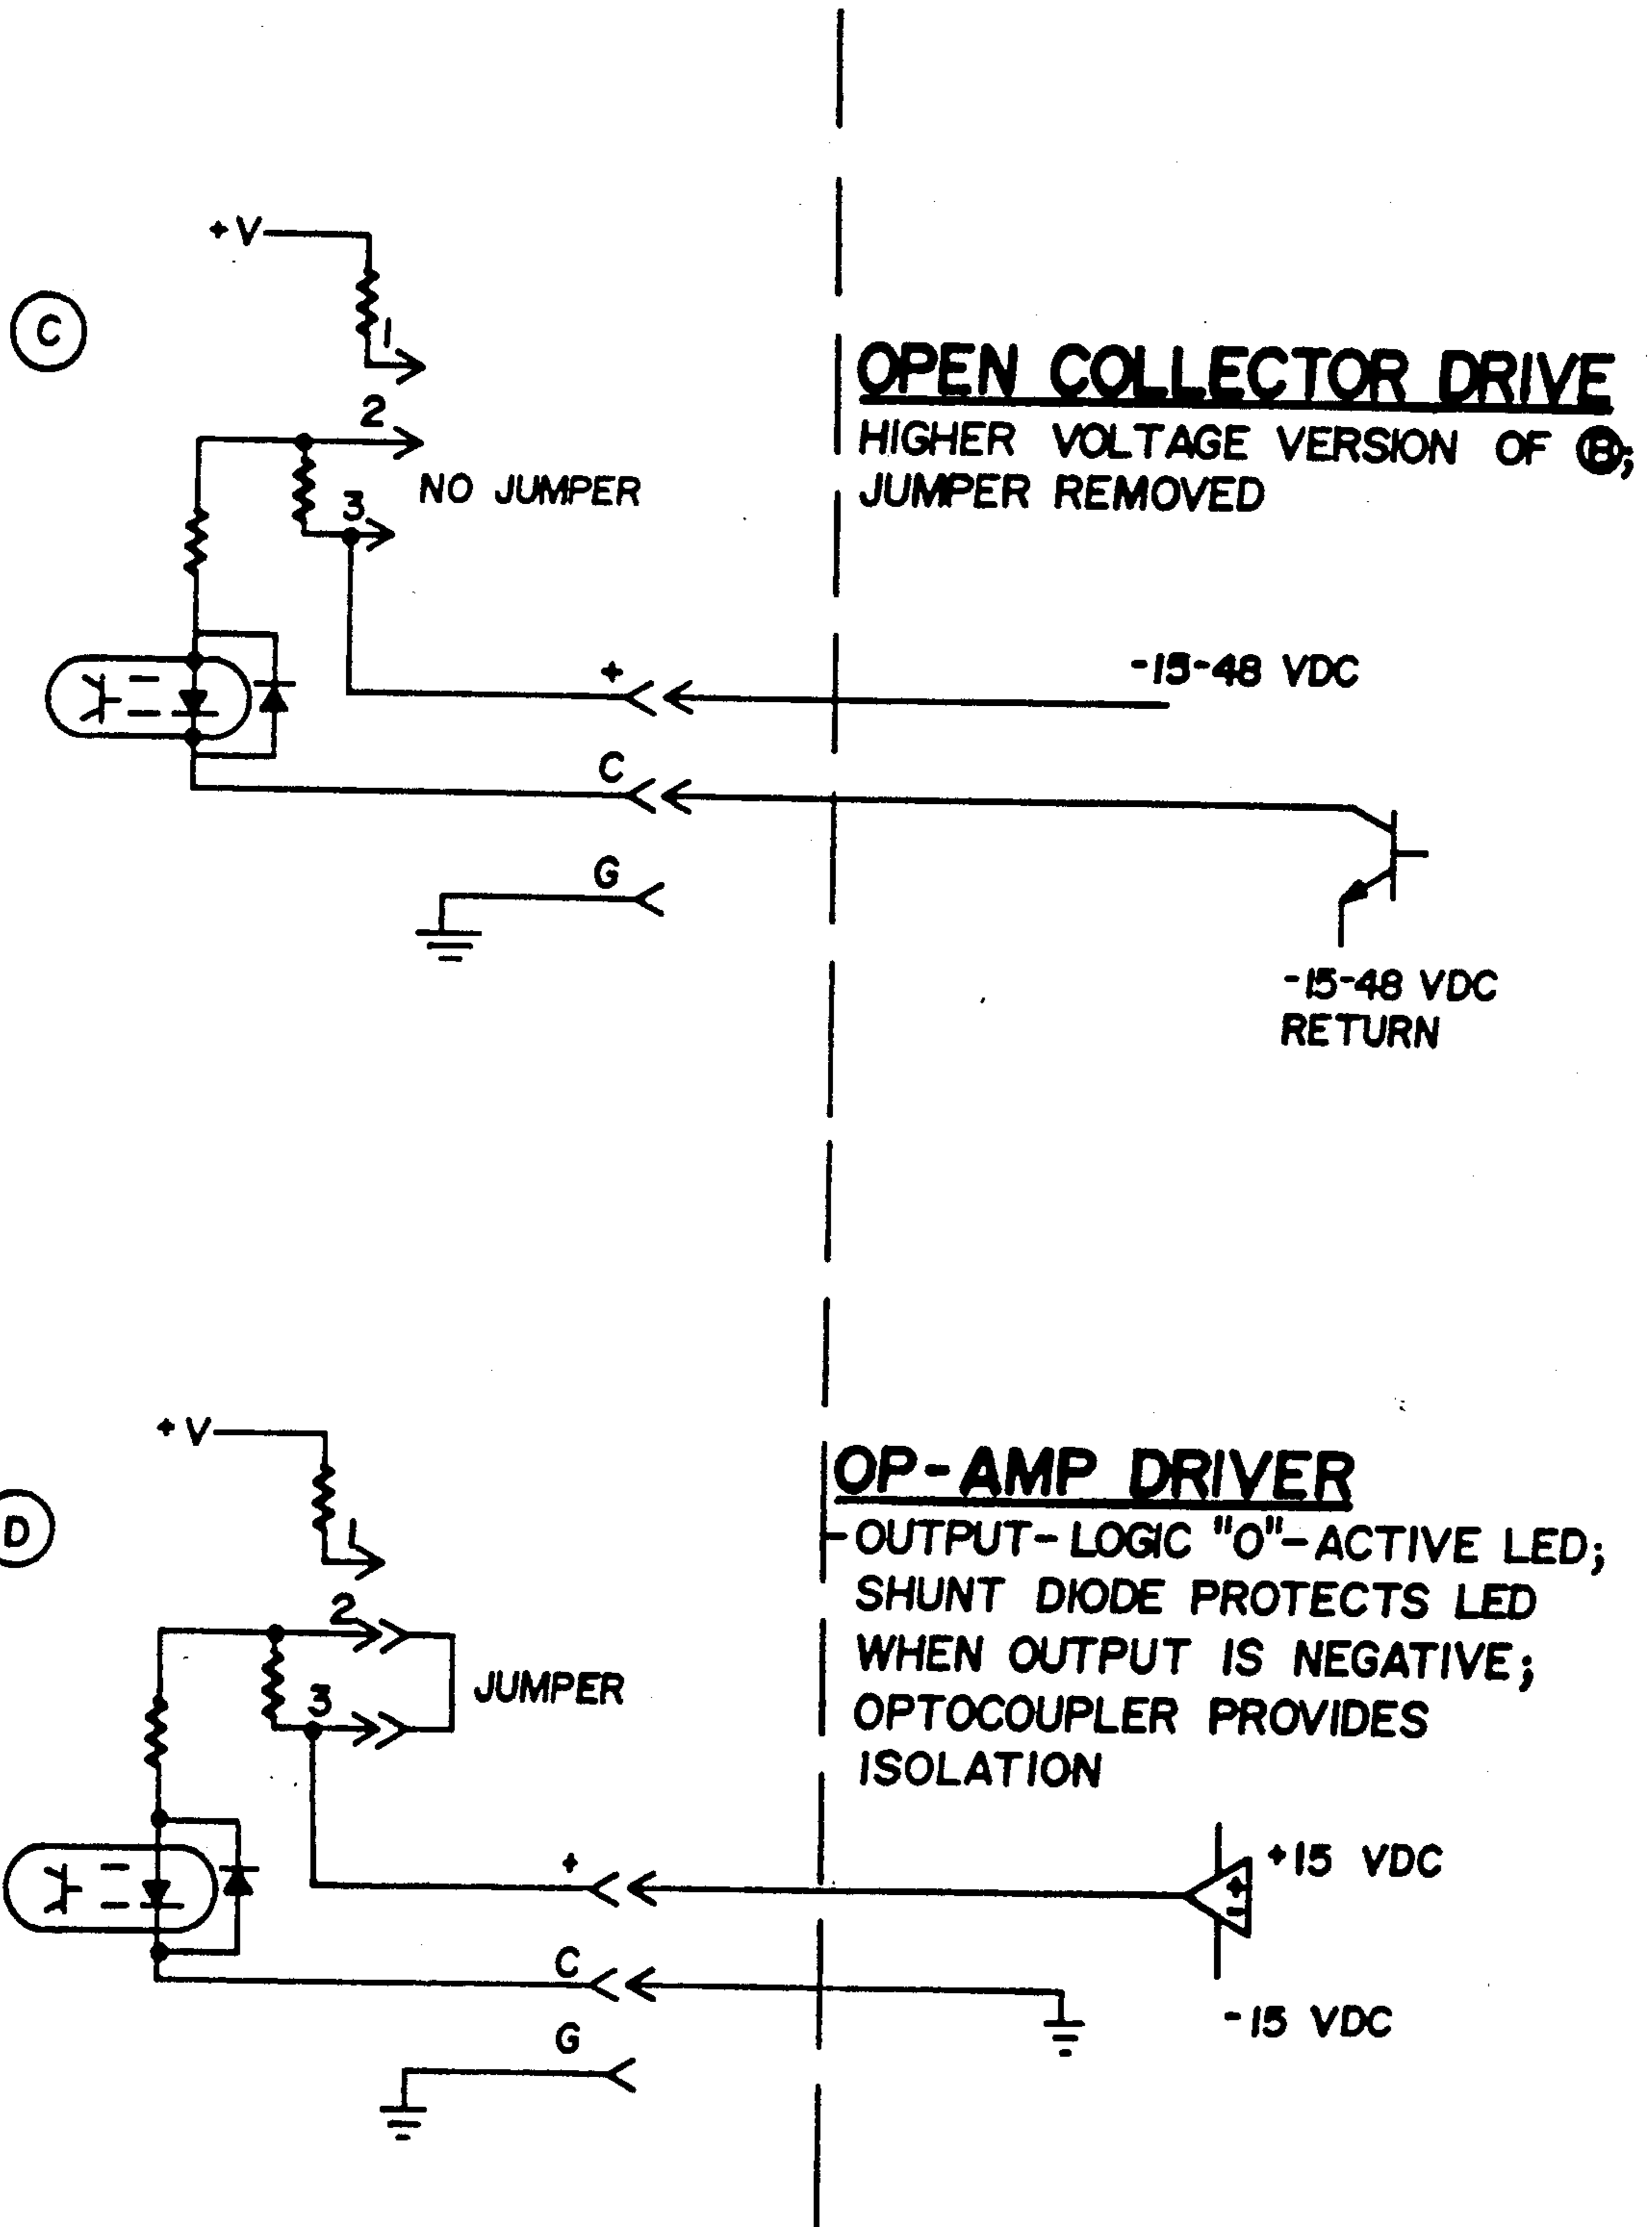 +V
C
1
OPEN COLLECTOR DRIVE
2
HIGHER VOLTAGE VERSION OF B;
NO JUMPER
JUMPER REMOVED
3
+
-15-48 VDC
C
G
-15-48 VDC
RETURN
+V
D
1
OP-AMP DRIVER
-OUTPUT-LOGIC "0"-ACTIVE LED;
2
SHUNT DIODE PROTECTS LED
WHEN OUTPUT IS NEGATIVE;
JUMPER
3
OPTOCOUPLER PROVIDES
ISOLATION
+
+15 VDC
+
-
C
-15 VDC
G